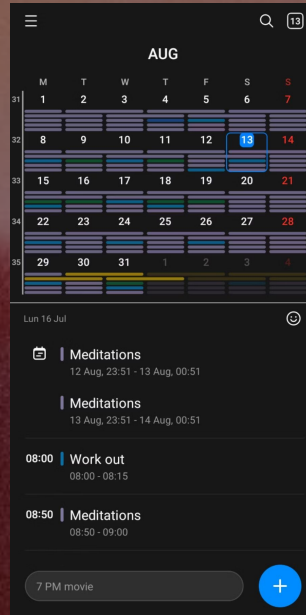 13
AUG
M T W T F S S
31 1 2 3 4 5 6 7
32 8 9 10 11 12 13 14
33 15 16 17 18 19 20 21
34 22 23 24 25 26 27 28
35 29 30 31 1 2 3 4
Lun 16 Jul
Meditations
12 Aug, 23:51 - 13 Aug, 00:51
Meditations
13 Aug, 23:51 - 14 Aug, 00:51
08:00 Work out
08:00 - 08:15
08:50 Meditations
08:50 - 09:00
7 PM movie